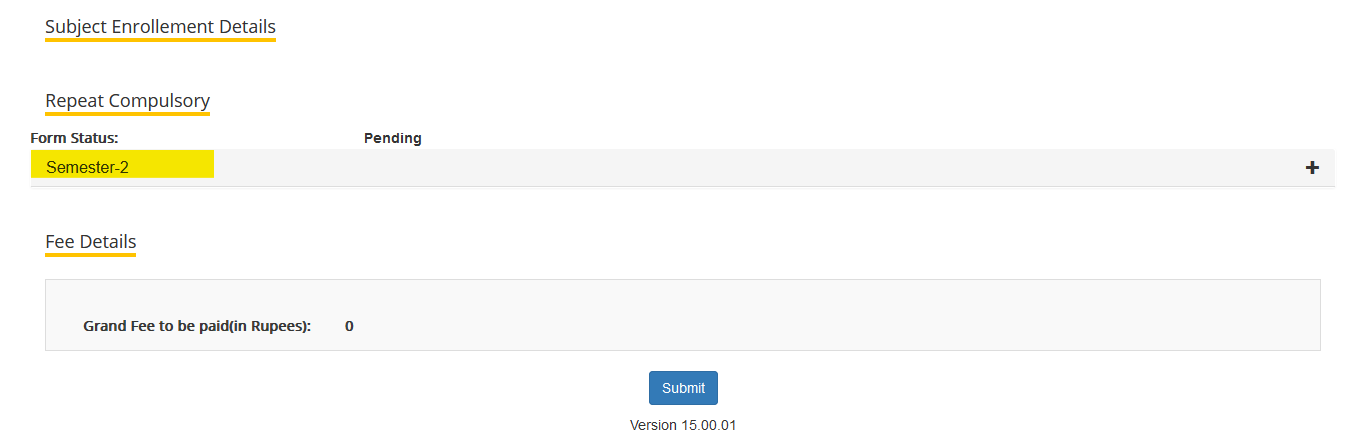 Subject Enrollement Details
Repeat Compulsory
Form Status: Pending
Semester-2
Fee Details
Grand Fee to be paid(in Rupees): 0
Submit
Version 15.00.01